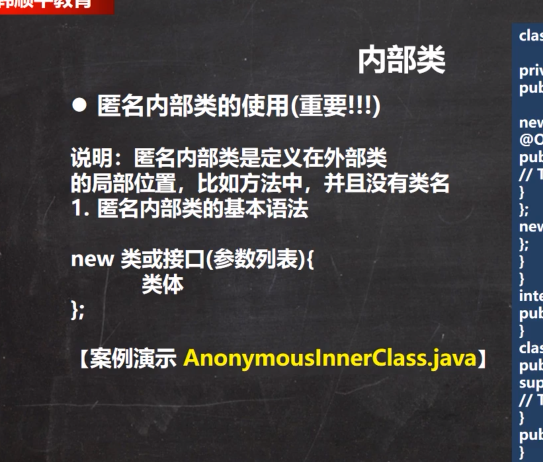 韩顺平教育
内部类
● 匿名内部类的使用(重要!!!)
说明：匿名内部类是定义在外部类
的局部位置，比如方法中，并且没有类名
1. 匿名内部类的基本语法
new 类或接口(参数列表){
类体
};
【案例演示 AnonymousInnerClass.java】
clas
priv
pub
new
@O
pub
// T
}
};
new
};
}
}
inte
pub
}
clas
pub
sup
// T
}
pub
}